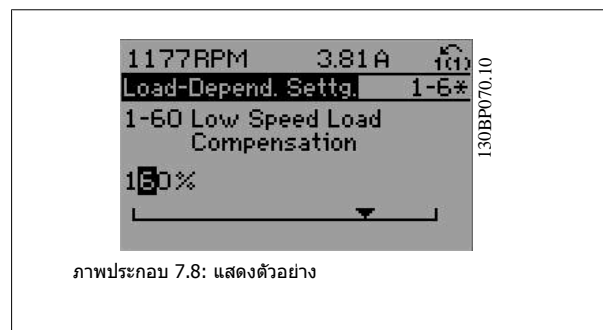 1177RPM 3.81A 1(1)
Load-Depend. Settg. 1-6*
1-60 Low Speed Load
Compensation
160%
130BP070.10
ภาพประกอบ 7.8: แสดงตัวอย่าง